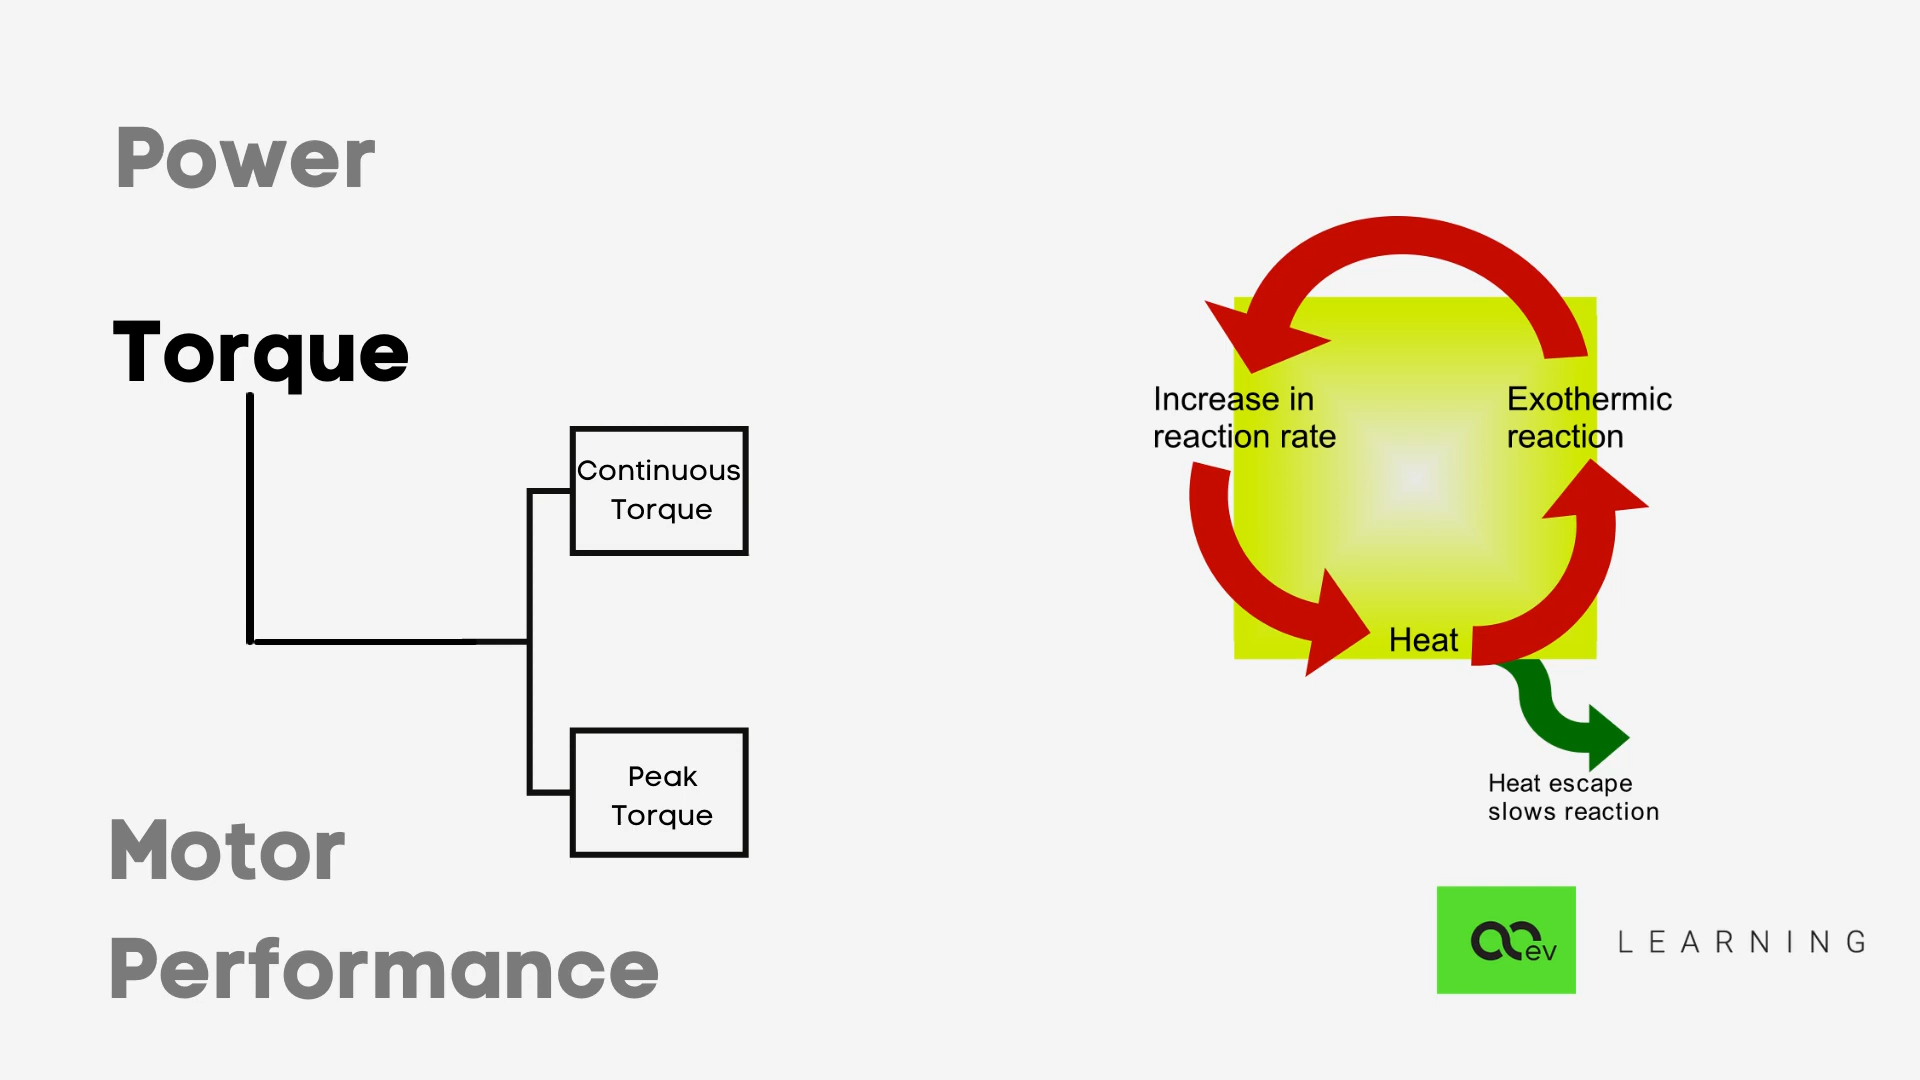 Power
Torque
Continuous
Torque
Peak
Torque
Motor
Performance
Increase in
reaction rate
Exothermic
reaction
Heat
Heat escape
slows reaction
ev
LEARNING